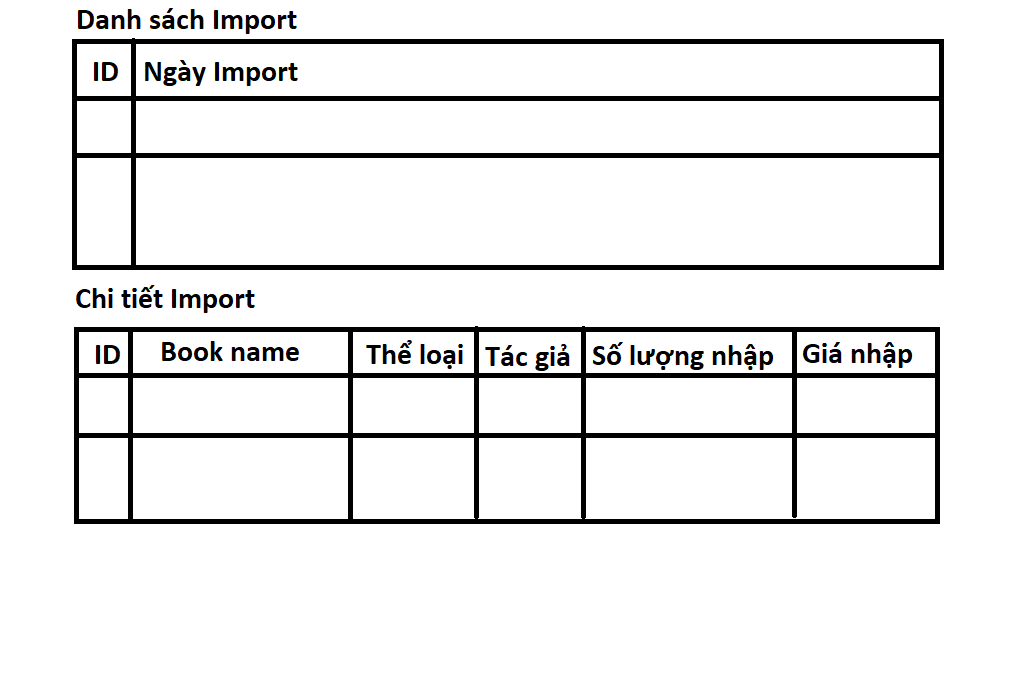 Danh sách Import
ID Ngày Import
Chi tiết Import
ID Book name Thể loại Tác giả Số lượng nhập Giá nhập